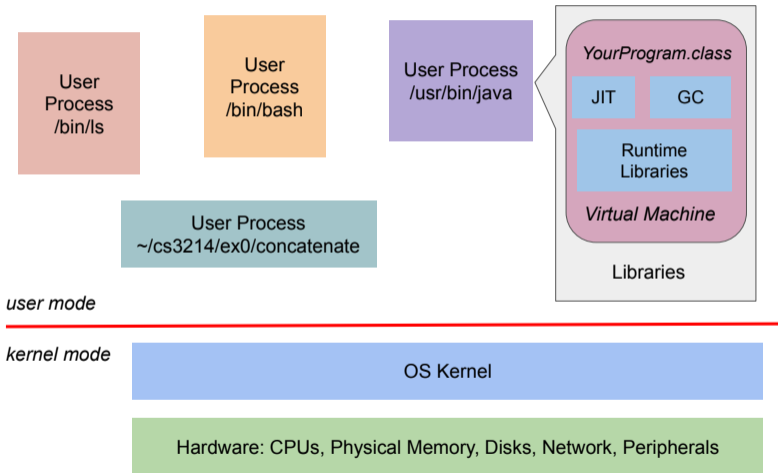 User
Process
/bin/ls
User
Process
/bin/bash
User Process
/usr/bin/java
YourProgram.class
JIT
GC
Runtime
Libraries
Virtual Machine
Libraries
User Process
~/cs3214/ex0/concatenate
user mode
kernel mode
OS Kernel
Hardware: CPUs, Physical Memory, Disks, Network, Peripherals